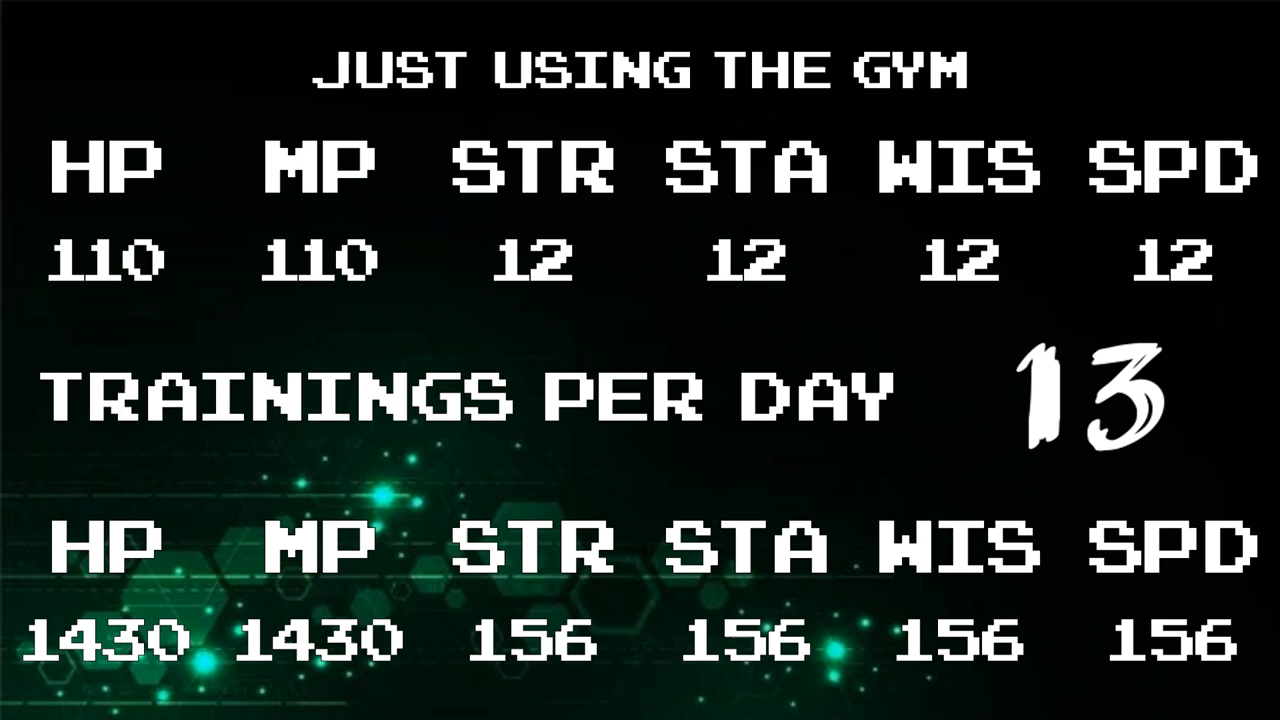 JUST USING THE GYM
HP MP STR STA WIS SPD
110 110 12 12 12 12
TRAININGS PER DAY 13
HP MP STR STA WIS SPD
1430 1430 156 156 156 156